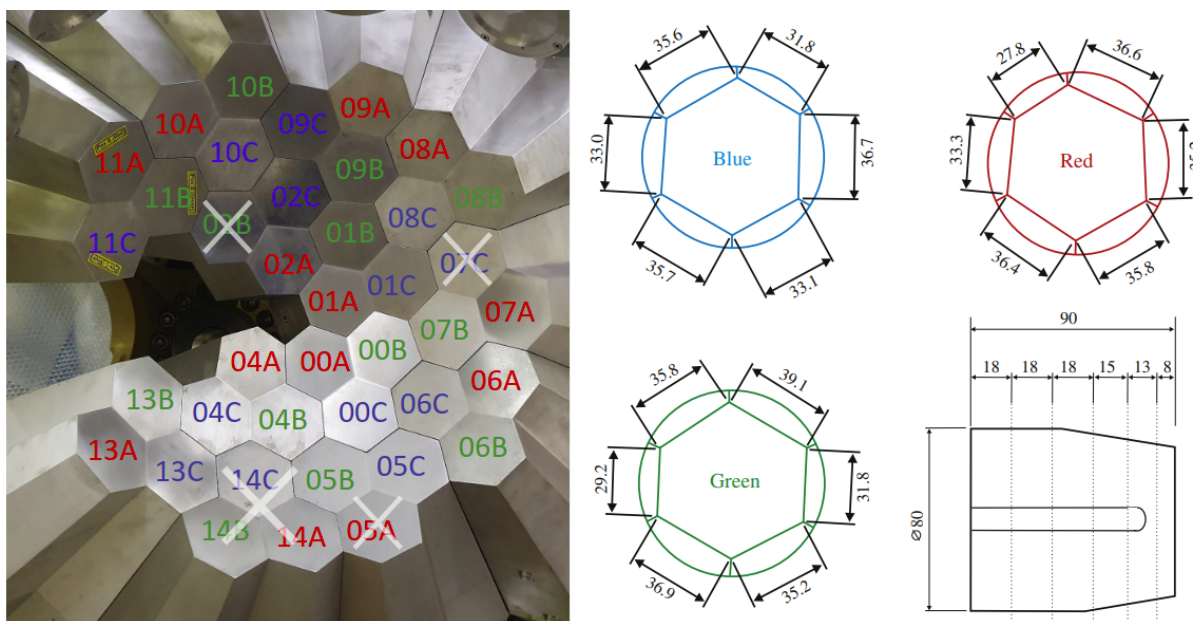 10B
10A
09C
09A
11A
10C
08A
11B
02C
09B
08B
11C
01B
08C
07C
02A
01A
01C
07A
07B
04A
00A
00B
06A
13B
04C
04B
00C
06C
13A
13C
14C
05B
05C
06B
14B
14A
05A
35.6
31.8
33.0
Blue
36.7
35.7
33.1
27.8
36.6
33.3
Red
36.4
35.8
35.8
39.1
29.2
Green
31.8
36.9
35.2
90
18 18 18 15 13 8
⌀80